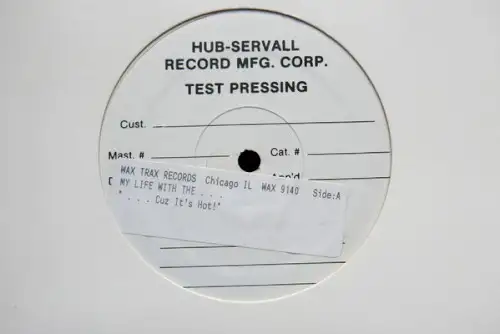 HUB-SERVALL
RECORD MFG. CORP.
TEST PRESSING
Cust.
Mast. # Cat. #
WAX TRAX RECORDS Chicago IL WAX 9140 Side:A
MY LIFE WITH THE . . .
" . . . Cuz It's Hot!"